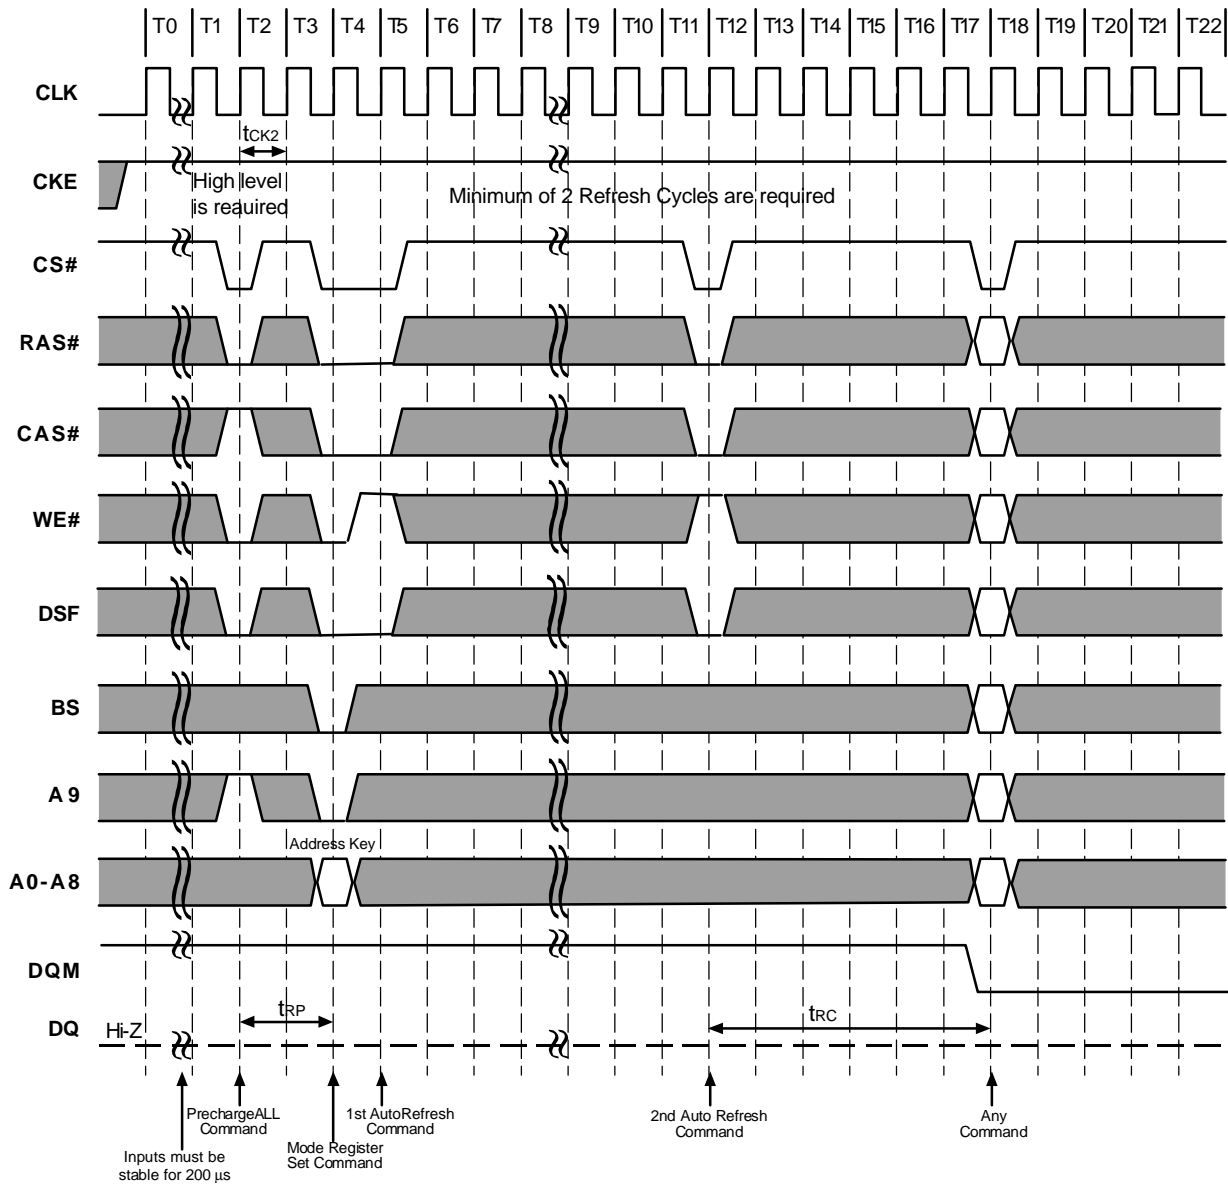 T0 T1 T2 T3 T4 T5 T6 T7 T8 T9 T10 T11 T12 T13 T14 T15 T16 T17 T18 T19 T20 T21 T22
CLK
tCK2
CKE
High level
is reauired
Minimum of 2 Refresh Cycles are required
CS#
RAS#
CAS#
WE#
DSF
BS
A9
Address Key
A0-A8
DQM
tRP
tRC
DQ
Hi-Z
PrechargeALL
Command
1st AutoRefresh
Command
2nd Auto Refresh
Command
Any
Command
Mode Register
Set Command
Inputs must be
stable for 200 μs